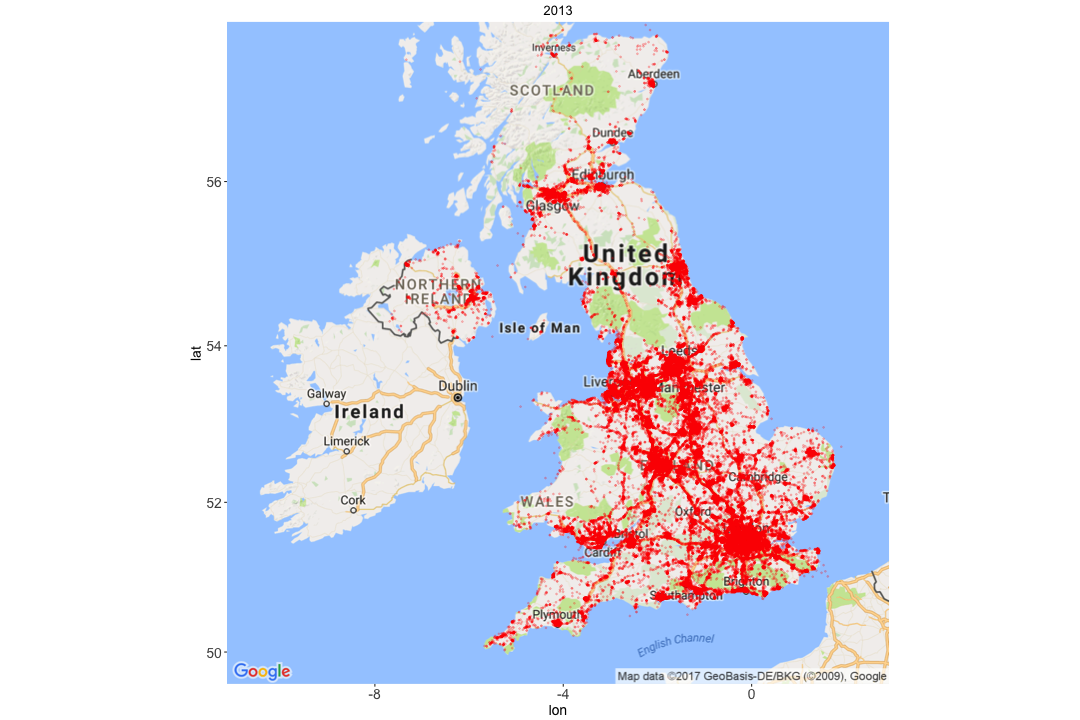 2013
Inverness
Aberdeen
SCOTLAND
Dundee
56
Edinburgh
Glasgow
United
Kingdom
NORTHERN
IRELAND
Isle of Man
lat
54
Leeds
Manchester
Dublin
Galway
Ireland
Limerick
Cambridge
Cork
52
WALES
Oxford
Bristol
Cardiff
Brighton
Southampton
Plymouth
English Channel
50
Google
Map data ©2017 GeoBasis-DE/BKG (©2009), Google
-8
-4
0
lon